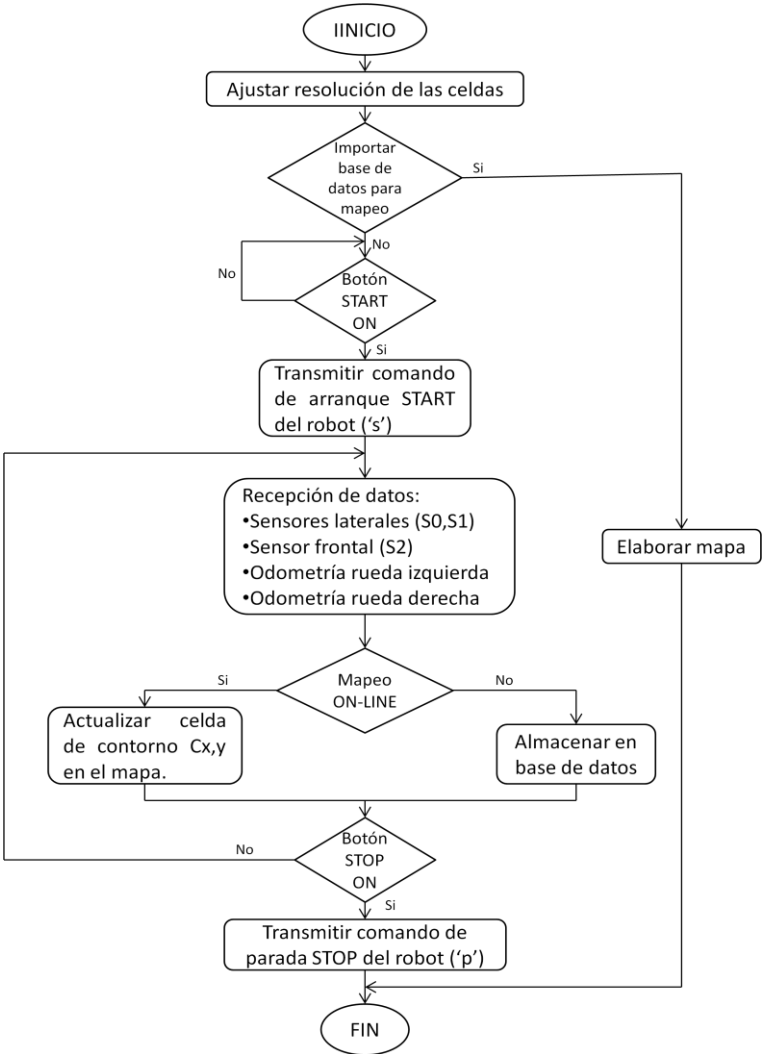 IINICIO
Ajustar resolución de las celdas
Importar
base de
datos para
mapeo
Si
No
No
Botón
START
ON
Si
Transmitir comando
de arranque START
del robot (‘s’)
Recepción de datos:
•Sensores laterales (S0,S1)
•Sensor frontal (S2)
•Odometría rueda izquierda
•Odometría rueda derecha
Elaborar mapa
Si
Mapeo
ON-LINE
No
Actualizar celda
de contorno Cx,y
en el mapa.
Almacenar en
base de datos
No
Botón
STOP
ON
Si
Transmitir comando de
parada STOP del robot (‘p’)
FIN